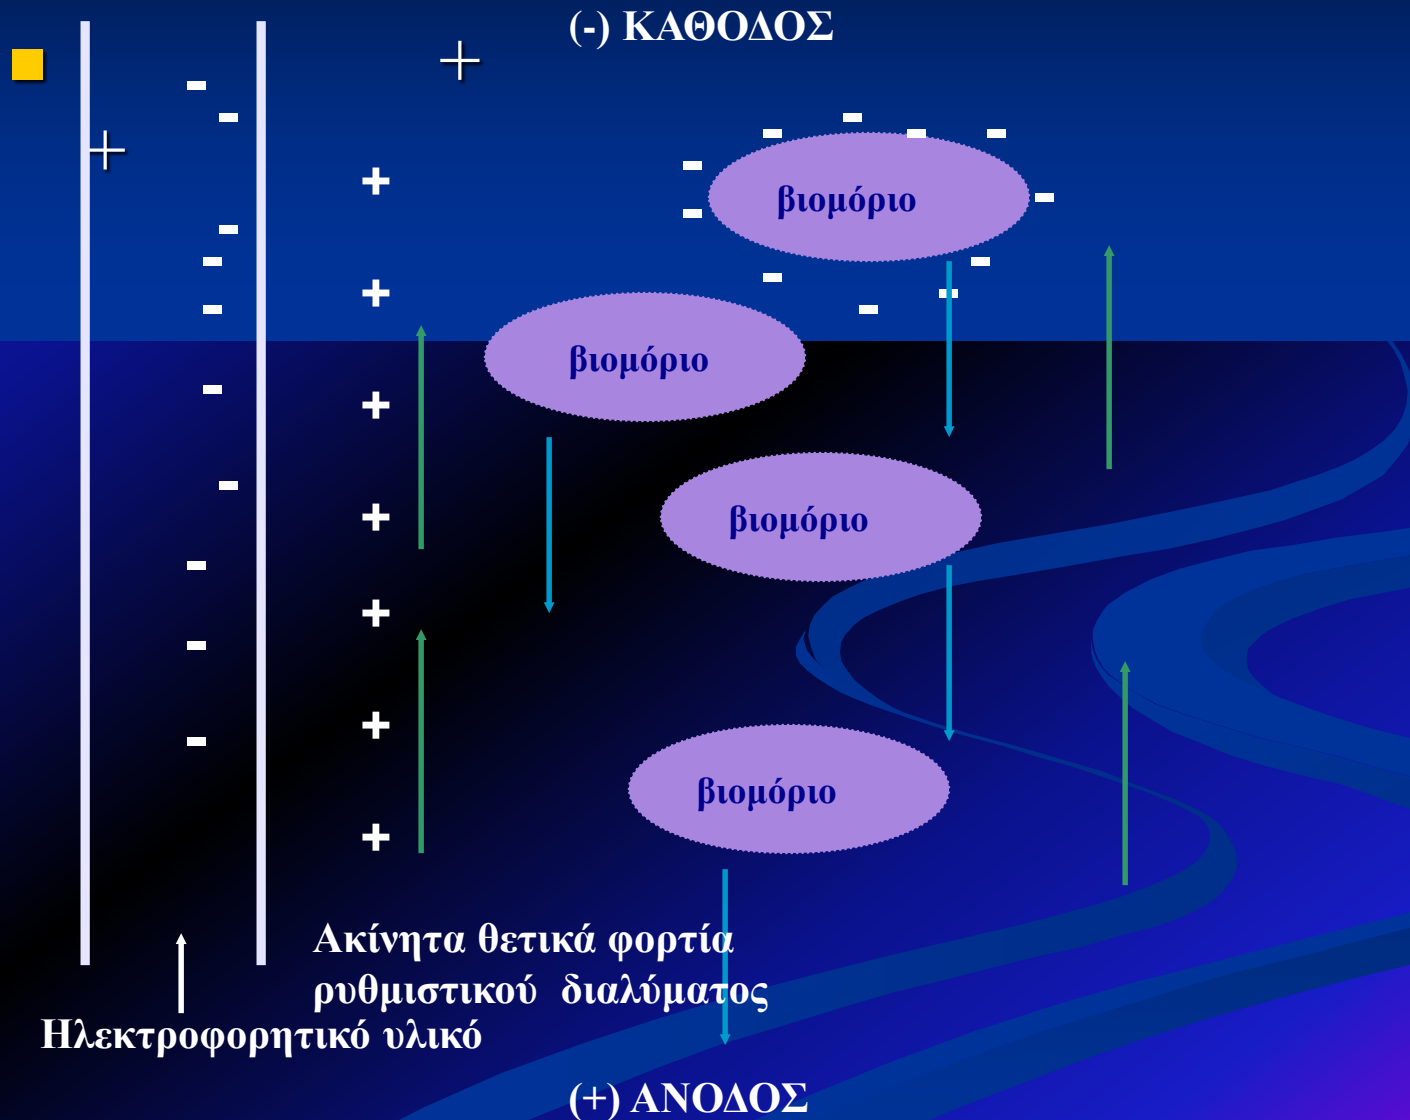 (-) ΚΑΘΟΔΟΣ
βιομόριο
βιομόριο
βιομόριο
βιομόριο
Ακίνητα θετικά φορτία
ρυθμιστικού διαλύματος
Ηλεκτροφορητικό υλικό
(+) ΑΝΟΔΟΣ